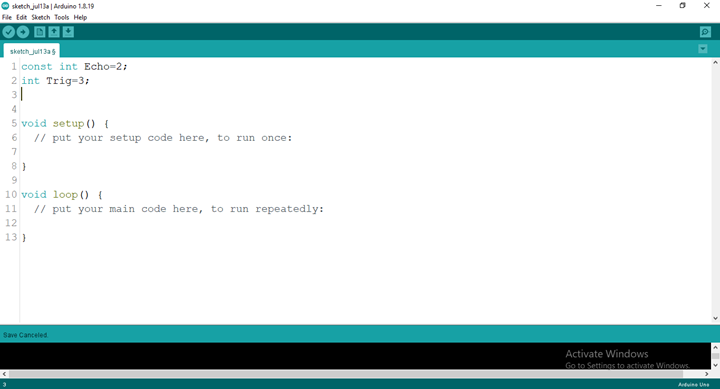 sketch_jul13a | Arduino 1.8.19
File Edit Sketch Tools Help
sketch_jul13a §
1 const int Echo=2;
2 int Trig=3;
3
4
5 void setup() {
6 // put your setup code here, to run once:
7
8 }
9
10 void loop() {
11 // put your main code here, to run repeatedly:
12
13 }
Save Canceled.
Activate Windows
Go to Settings to activate Windows.
3
Arduino Uno